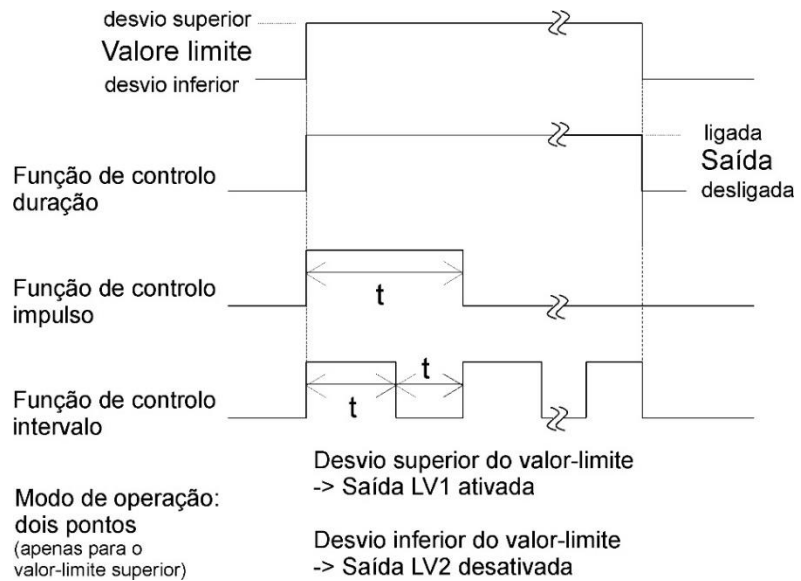 desvio superior
Valore limite
desvio inferior
ligada
Saída
desligada
Função de controlo
duração
Função de controlo
impulso
t
Função de controlo
intervalo
t
t
Desvio superior do valor-limite
-> Saída LV1 ativada
Modo de operação:
dois pontos
(apenas para o
valor-limite superior)
Desvio inferior do valor-limite
-> Saída LV2 desativada